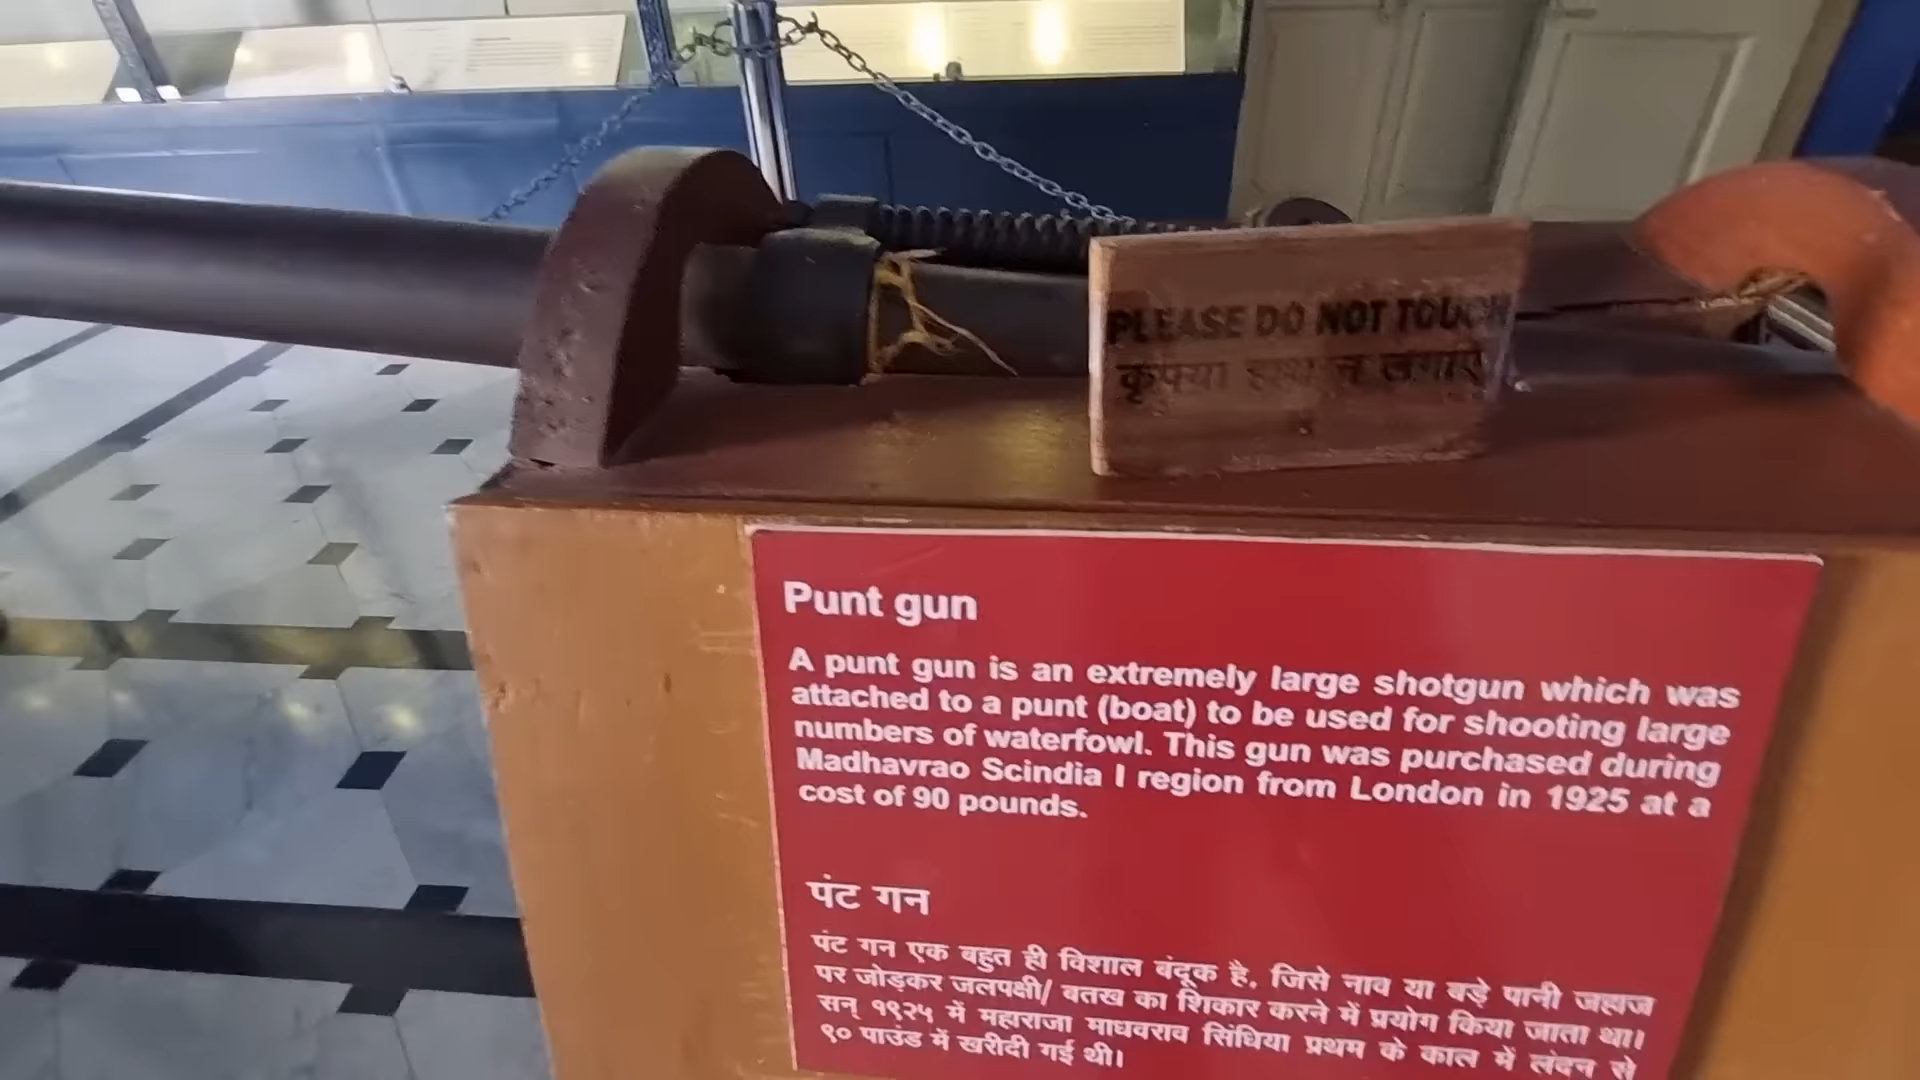 PLEASE DO NOT TOUCH
कृपया हाथ न लगाएं
Punt gun
A punt gun is an extremely large shotgun which was
attached to a punt (boat) to be used for shooting large
numbers of waterfowl. This gun was purchased during
Madhavrao Scindia I region from London in 1925 at a
cost of 90 pounds.
पंट गन
पंट गन एक बहुत ही विशाल बंदूक है, जिसे नाव या बड़े पानी जहाज
पर जोड़कर जलपक्षी/ बतख का शिकार करने में प्रयोग किया जाता था।
सन् १९२५ में महाराजा माधवराव सिंधिया प्रथम के काल में लंदन से
९० पाउंड में खरीदी गई थी।